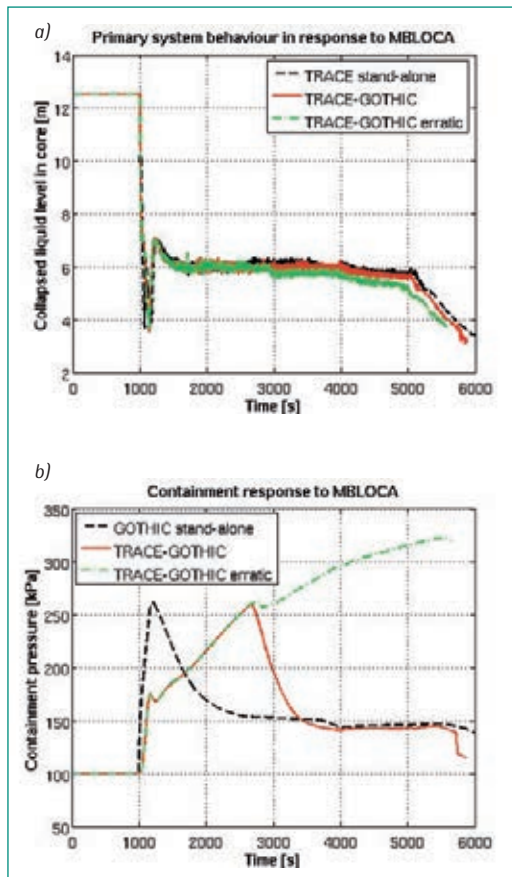 a)
Primary system behaviour in response to MBLOCA
14
12
10
8
6
4
2
Collapsed liquid level in core [m]
TRACE stand-alone
TRACE-GOTHIC
TRACE-GOTHIC erratic
0
1000
2000
3000
4000
5000
6000
Time [s]
b)
Containment response to MBLOCA
350
300
250
200
150
100
50
Containment pressure [kPa]
GOTHIC stand-alone
TRACE-GOTHIC
TRACE-GOTHIC erratic
0
1000
2000
3000
4000
5000
6000
Time [s]